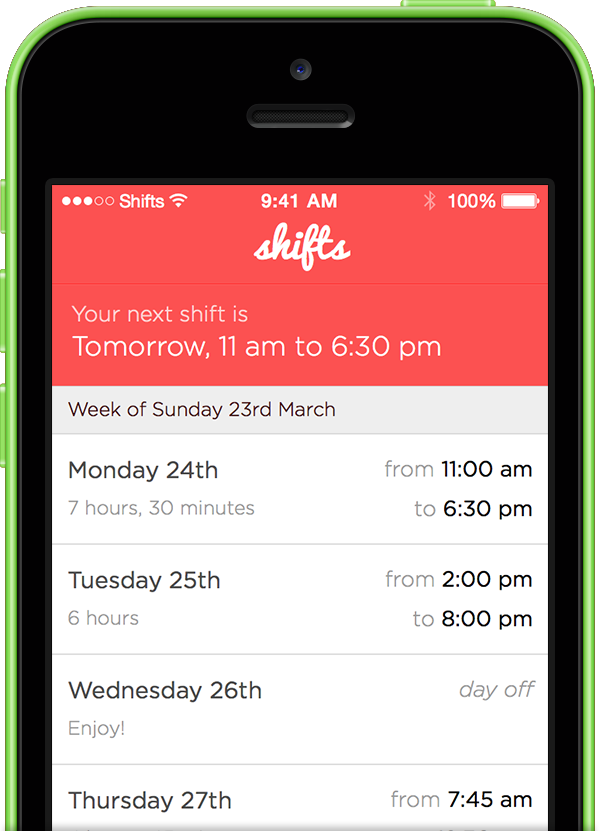 Shifts 9:41 AM 100%
shifts
Your next shift is
Tomorrow, 11 am to 6:30 pm
Week of Sunday 23rd March
Monday 24th from 11:00 am
7 hours, 30 minutes to 6:30 pm
Tuesday 25th from 2:00 pm
6 hours to 8:00 pm
Wednesday 26th day off
Enjoy!
Thursday 27th from 7:45 am